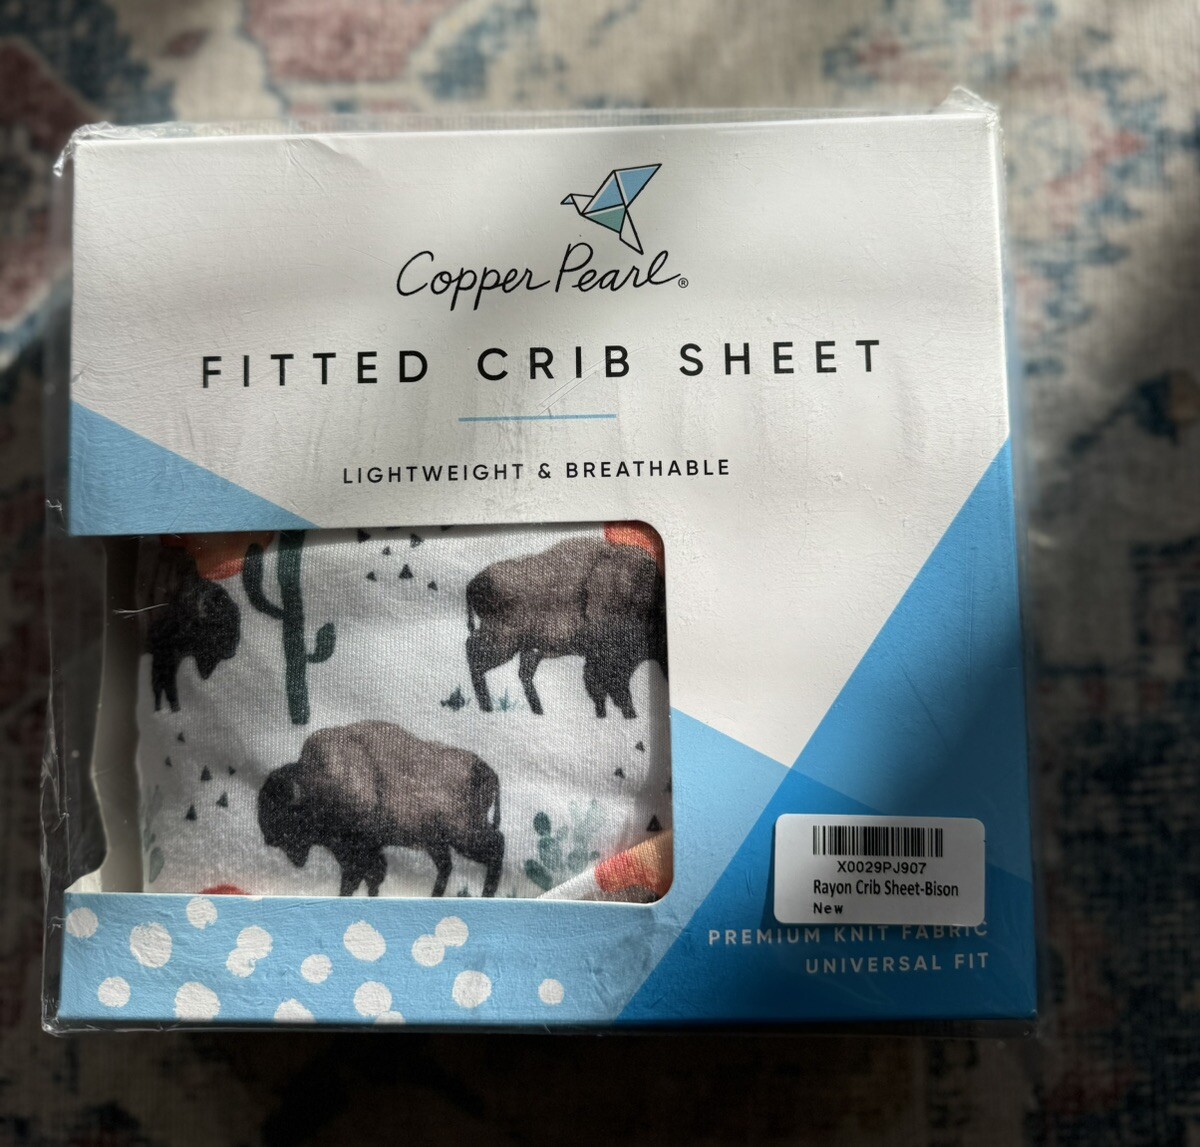 Copper Pearl®
FITTED CRIB SHEET
LIGHTWEIGHT & BREATHABLE
X0029PJ907
Rayon Crib Sheet-Bison
New
PREMIUM KNIT FABRIC
UNIVERSAL FIT